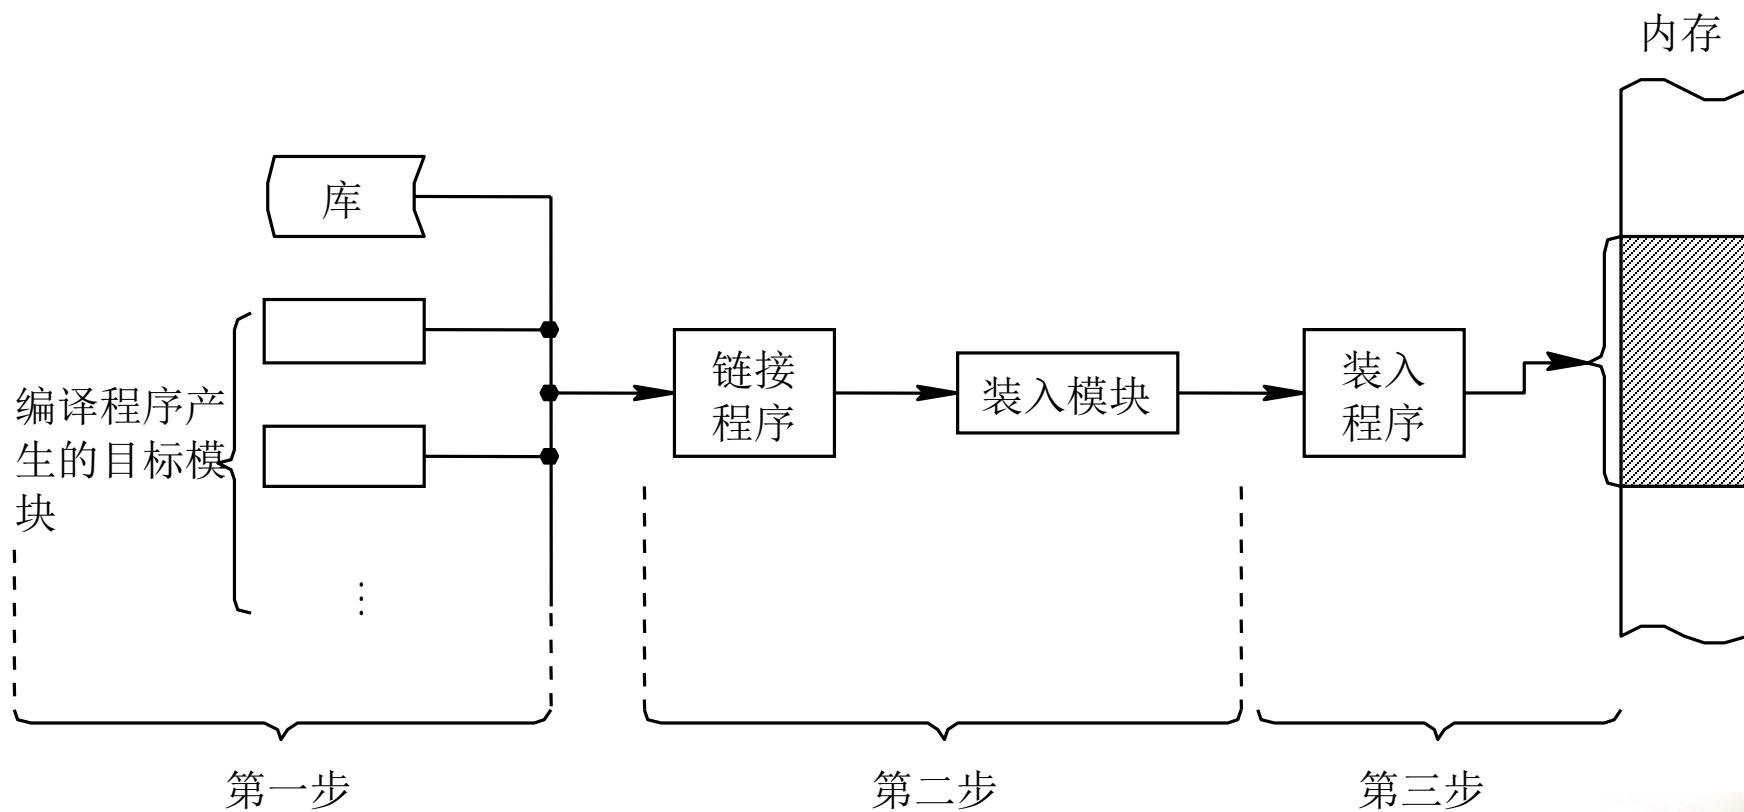 内存
库
编译程序产
生的目标模
块
⋮
链接
程序
装入模块
装入
程序
第一步
第二步
第三步